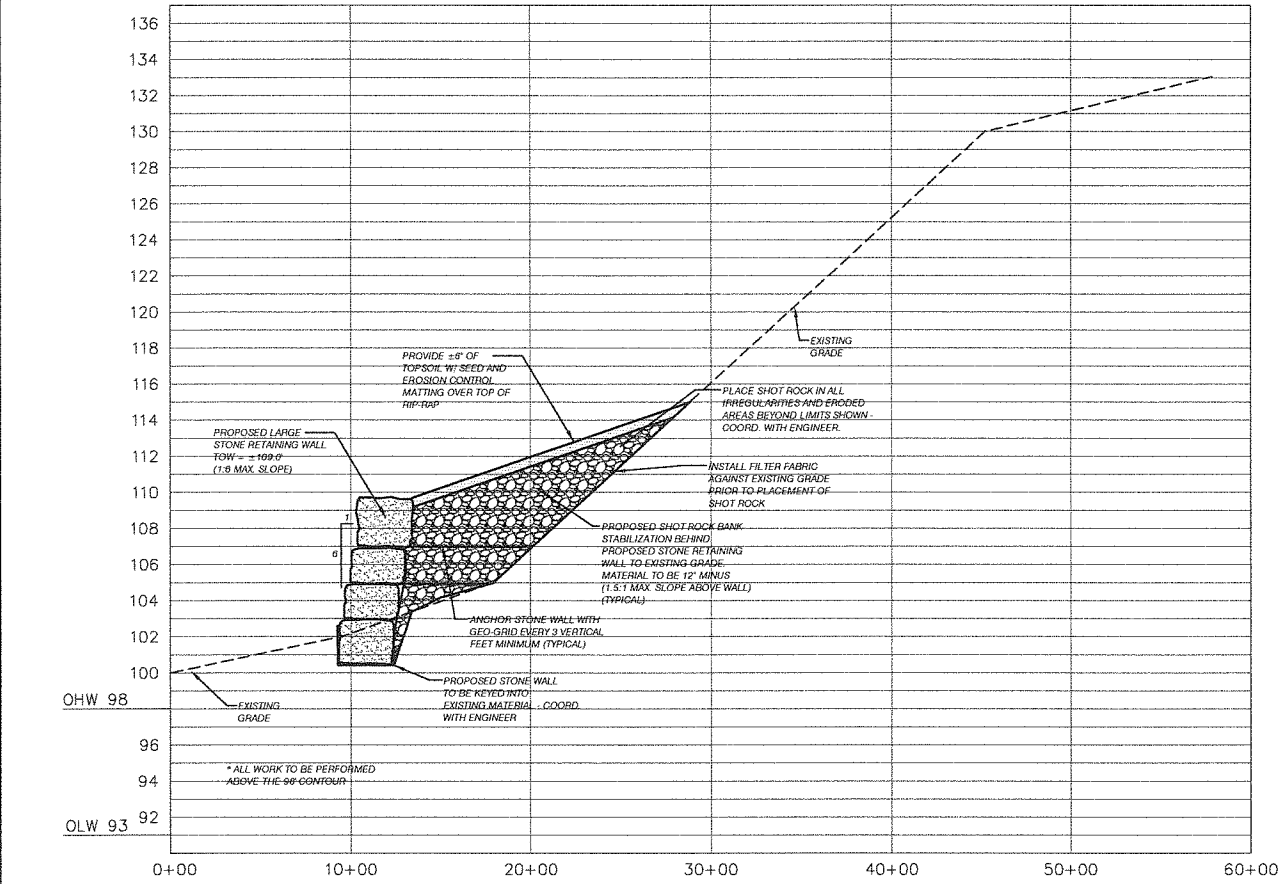 136
134
132
130
128
126
124
122
120
118
116
114
112
110
108
106
104
102
100
OHW 98
96
94
92
OLW 93
0+00
10+00
20+00
30+00
40+00
50+00
60+00
PROVIDE ±6" OF
TOPSOIL W/ SEED AND
EROSION CONTROL
MATTING OVER TOP OF
RIP-RAP
PROPOSED LARGE
STONE RETAINING WALL
TOW = ±109.0'
(1:6 MAX. SLOPE)
1
6
EXISTING
GRADE
PLACE SHOT ROCK IN ALL
IRREGULARITIES AND ERODED
AREAS BEYOND LIMITS SHOWN -
COORD. WITH ENGINEER.
INSTALL FILTER FABRIC
AGAINST EXISTING GRADE
PRIOR TO PLACEMENT OF
SHOT ROCK
PROPOSED SHOT ROCK BANK
STABILIZATION BEHIND
PROPOSED STONE RETAINING
WALL TO EXISTING GRADE.
MATERIAL TO BE 12" MINUS
(1.5:1 MAX. SLOPE ABOVE WALL)
(TYPICAL)
ANCHOR STONE WALL WITH
GEO-GRID EVERY 3 VERTICAL
FEET MINIMUM (TYPICAL)
PROPOSED STONE WALL
TO BE KEYED INTO
EXISTING MATERIAL - COORD.
WITH ENGINEER
EXISTING
GRADE
* ALL WORK TO BE PERFORMED
ABOVE THE 98' CONTOUR